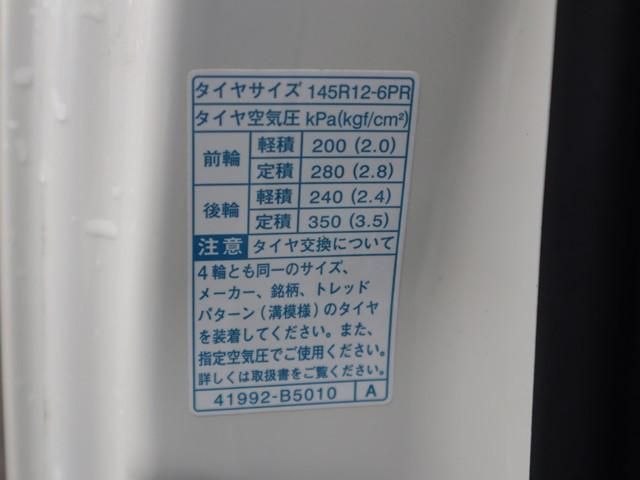 タイヤサイズ 145R12-6PR
タイヤ空気圧 kPa(kgf/cm²)
前輪 軽積 200 (2.0)
定積 280 (2.8)
後輪 軽積 240 (2.4)
定積 350 (3.5)
注意 タイヤ交換について
4輪とも同一のサイズ、
メーカー、銘柄、トレッド
パターン(溝模様)のタイヤ
を装着してください。また、
指定空気圧でご使用ください。
詳しくは取扱書をご覧ください。
41992-B5010 A